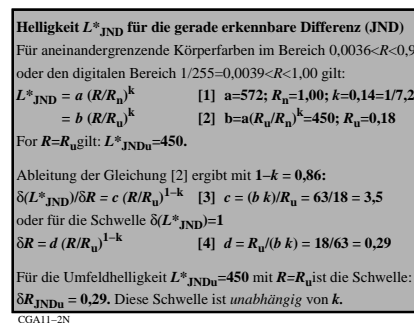 Helligkeit L*JND für die gerade erkennbare Differenz (JND)
Für aneinandergrenzende Körperfarben im Bereich 0,0036<R<0,9
oder den digitalen Bereich 1/255=0,0039<R<1,00 gilt:
L*JND = a (R/Rn)k [1] a=572; Rn=1,00; k=0,14=1/7,2
= b (R/Ru)k [2] b=a(Ru/Rn)k=450; Ru=0,18
For R=Rugilt: L*JNDu=450.
Ableitung der Gleichung [2] ergibt mit 1–k = 0,86:
δ(L*JND)/δR = c (R/Ru)1–k [3] c = (b k)/Ru = 63/18 = 3,5
oder für die Schwelle δ(L*JND)=1
δR = d (R/Ru)1–k [4] d = Ru/(b k) = 18/63 = 0,29
Für die Umfeldhelligkeit L*JNDu=450 mit R=Ruist die Schwelle:
δRJNDu = 0,29. Diese Schwelle ist unabhängig von k.
CGA11–2N